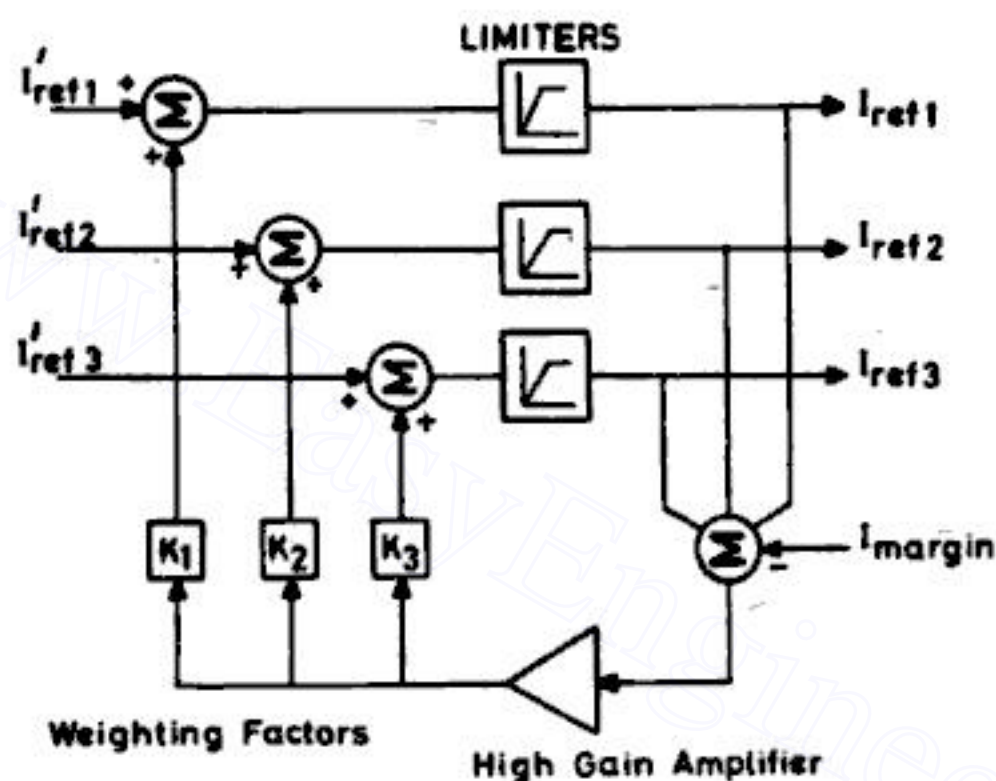 LIMITERS
I'ref1
+
Σ
+
Iref1
I'ref2
+
Σ
+
Iref2
I'ref3
+
Σ
+
Iref3
K1
K2
K3
Σ
-
Imargin
Weighting Factors
High Gain Amplifier